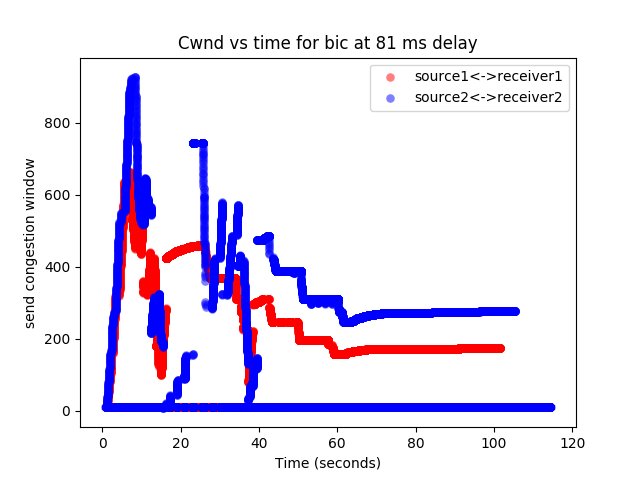 Cwnd vs time for bic at 81 ms delay
source1<->receiver1
source2<->receiver2
send congestion window
800
600
400
200
0
0 20 40 60 80 100 120
Time (seconds)